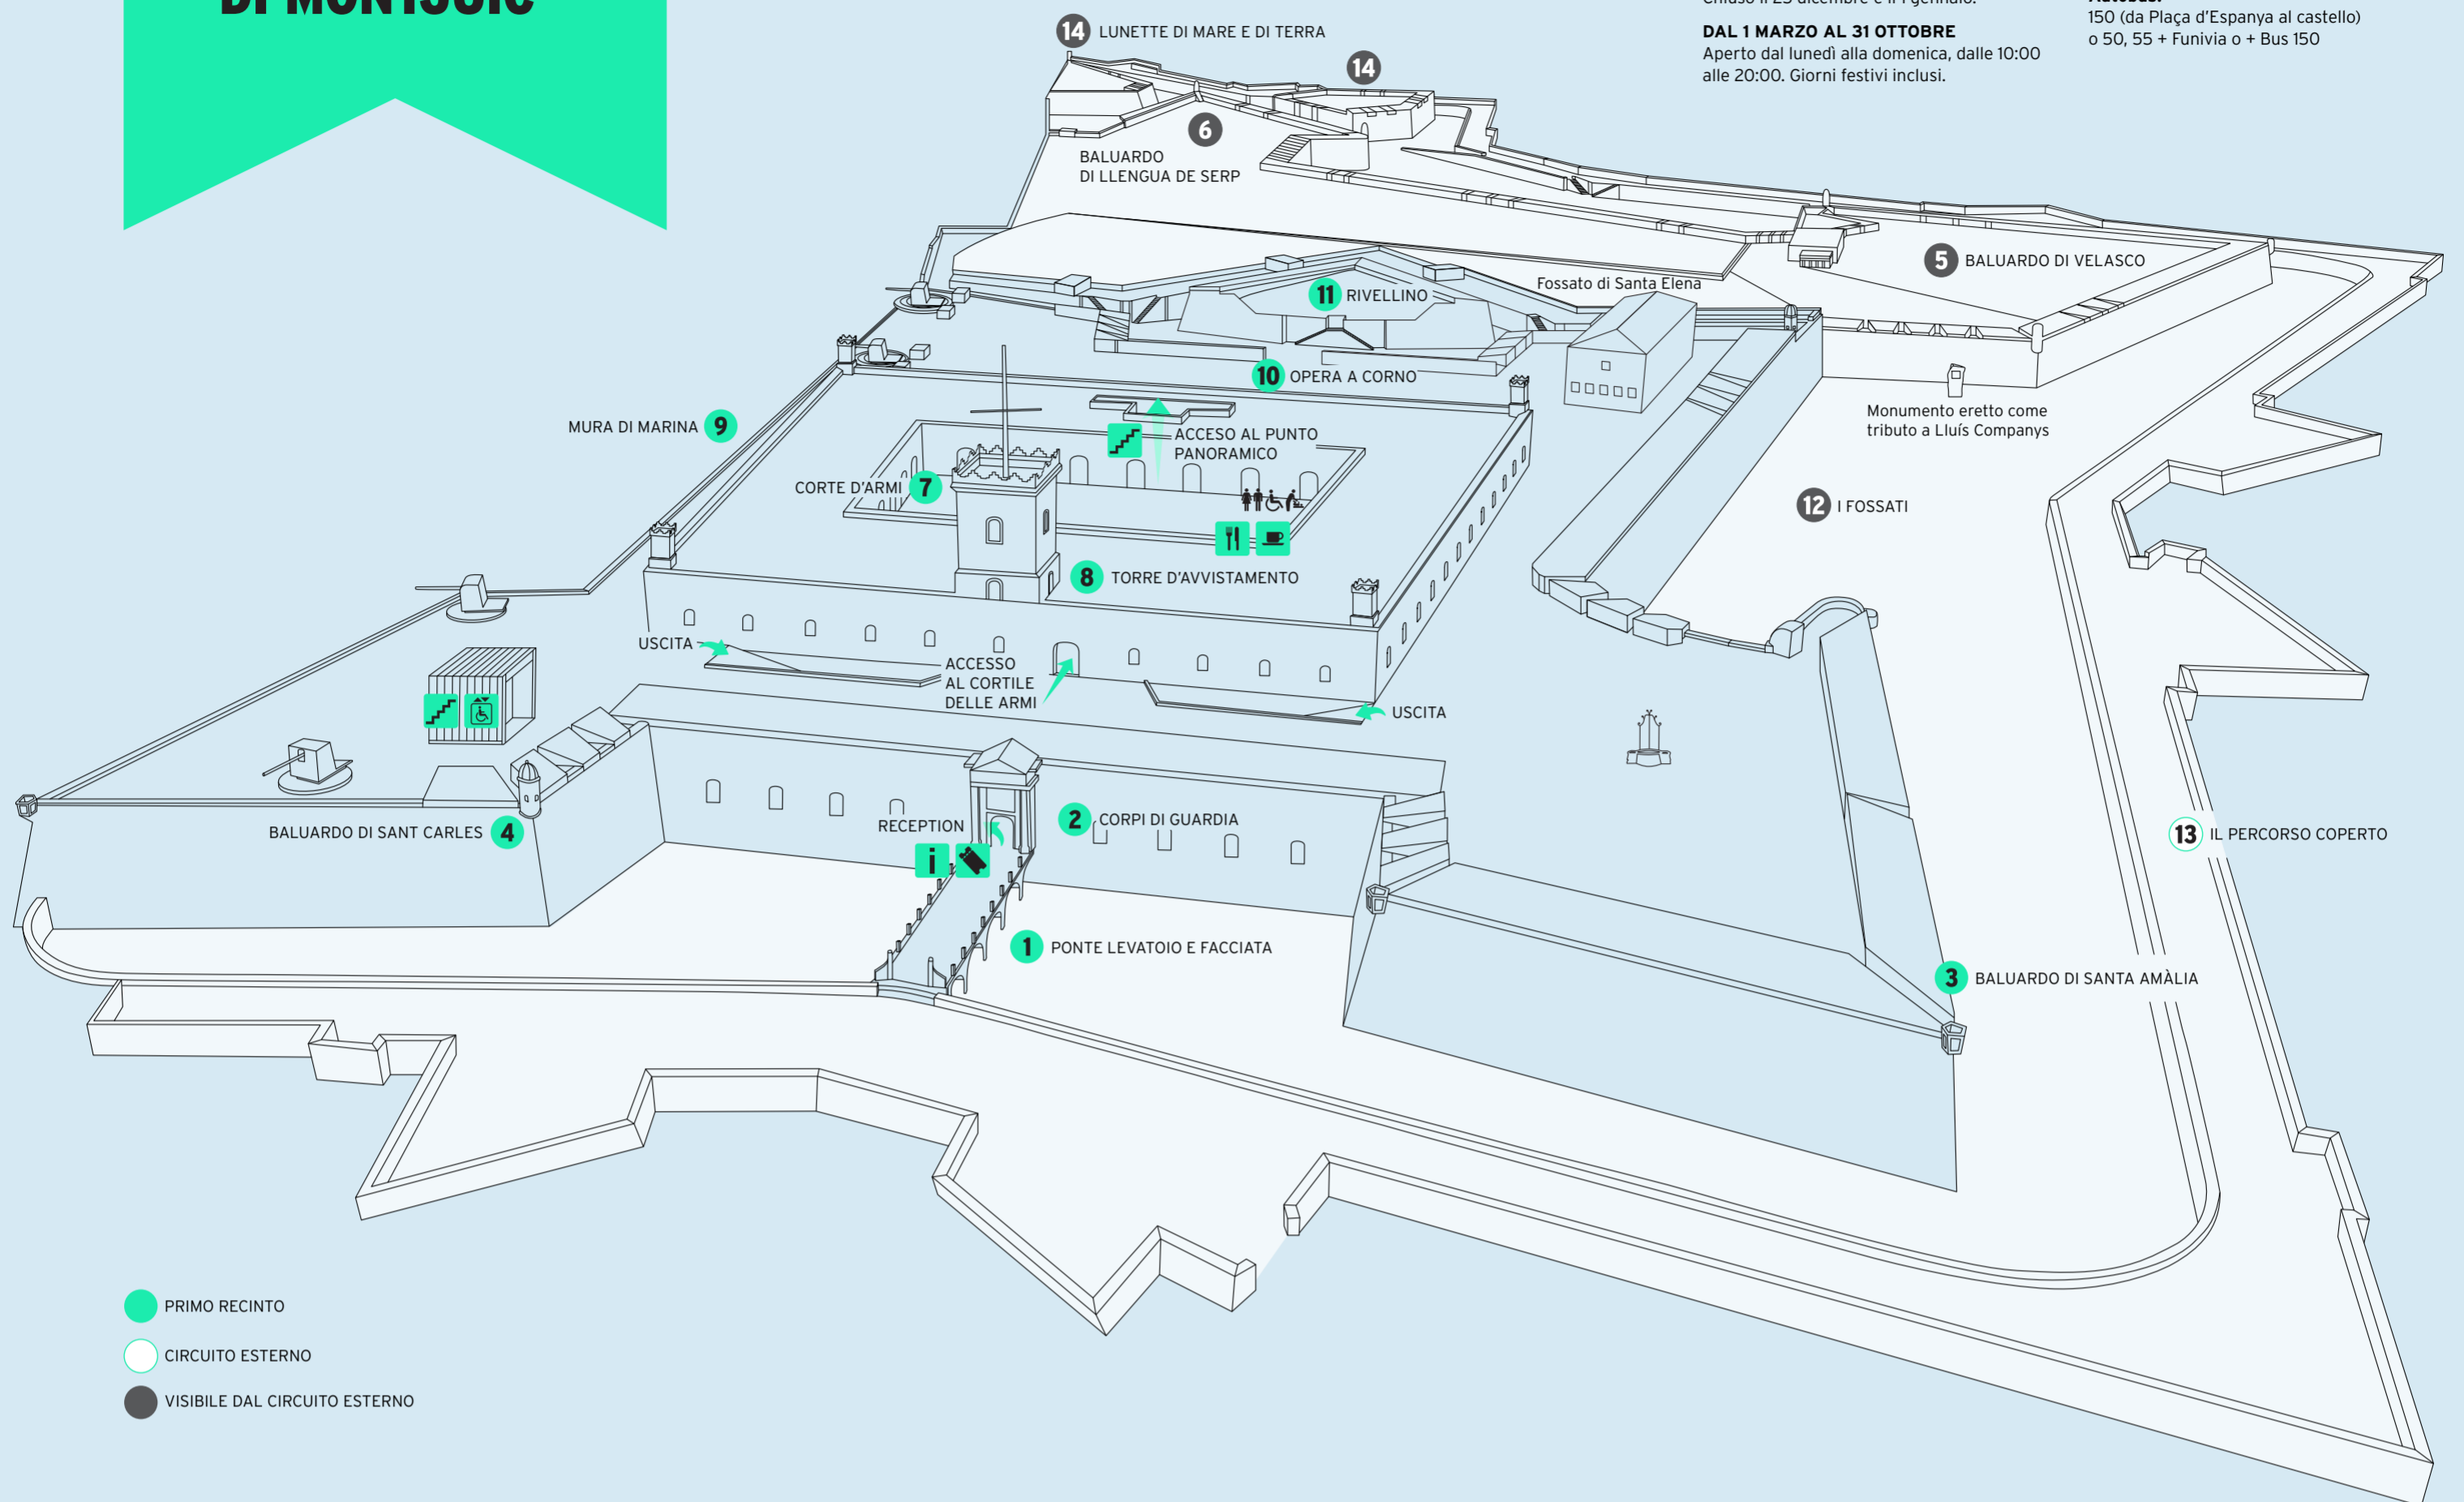 DI MONTJUÏC
DAL 1 MARZO AL 31 OTTOBRE
Aperto dal lunedì alla domenica, dalle 10:00
alle 20:00. Giorni festivi inclusi.
150 (da Plaça d’Espanya al castello)
o 50, 55 + Funivia o + Bus 150
14 LUNETTE DI MARE E DI TERRA
14
6
BALUARDO
DI LLENGUA DE SERP
5 BALUARDO DI VELASCO
Fossato di Santa Elena
11 RIVELLINO
10 OPERA A CORNO
Monumento eretto come
tributo a Lluís Companys
MURA DI MARINA 9
ACCESO AL PUNTO
PANORAMICO
CORTE D’ARMI 7
12 I FOSSATI
8 TORRE D’AVVISTAMENTO
USCITA
ACCESSO
AL CORTILE
DELLE ARMI
USCITA
BALUARDO DI SANT CARLES 4
RECEPTION
i
2 CORPI DI GUARDIA
13 IL PERCORSO COPERTO
1 PONTE LEVATOIO E FACCIATA
3 BALUARDO DI SANTA AMÀLIA
PRIMO RECINTO
CIRCUITO ESTERNO
VISIBILE DAL CIRCUITO ESTERNO